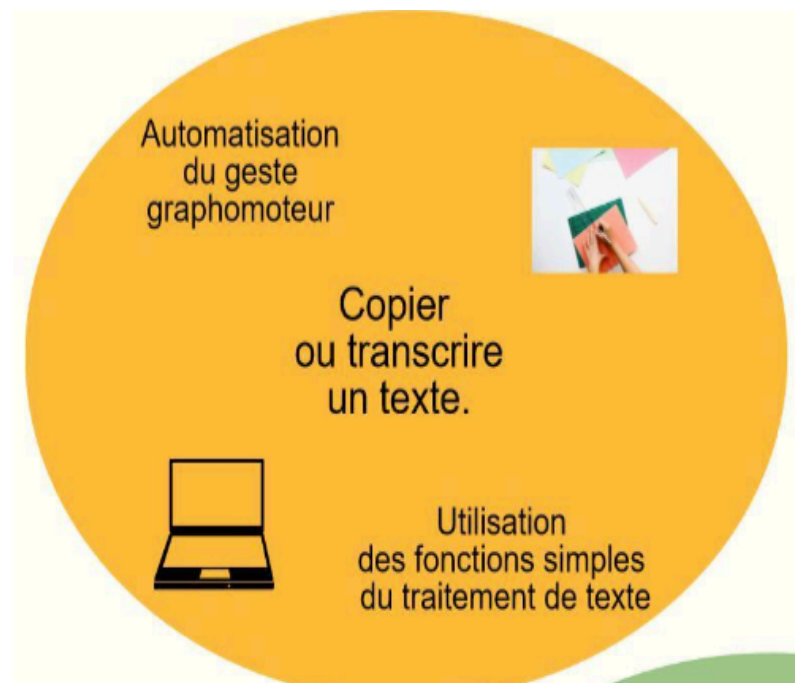 Automatisation
du geste
graphomoteur
Copier
ou transcrire
un texte.
Utilisation
des fonctions simples
du traitement de texte